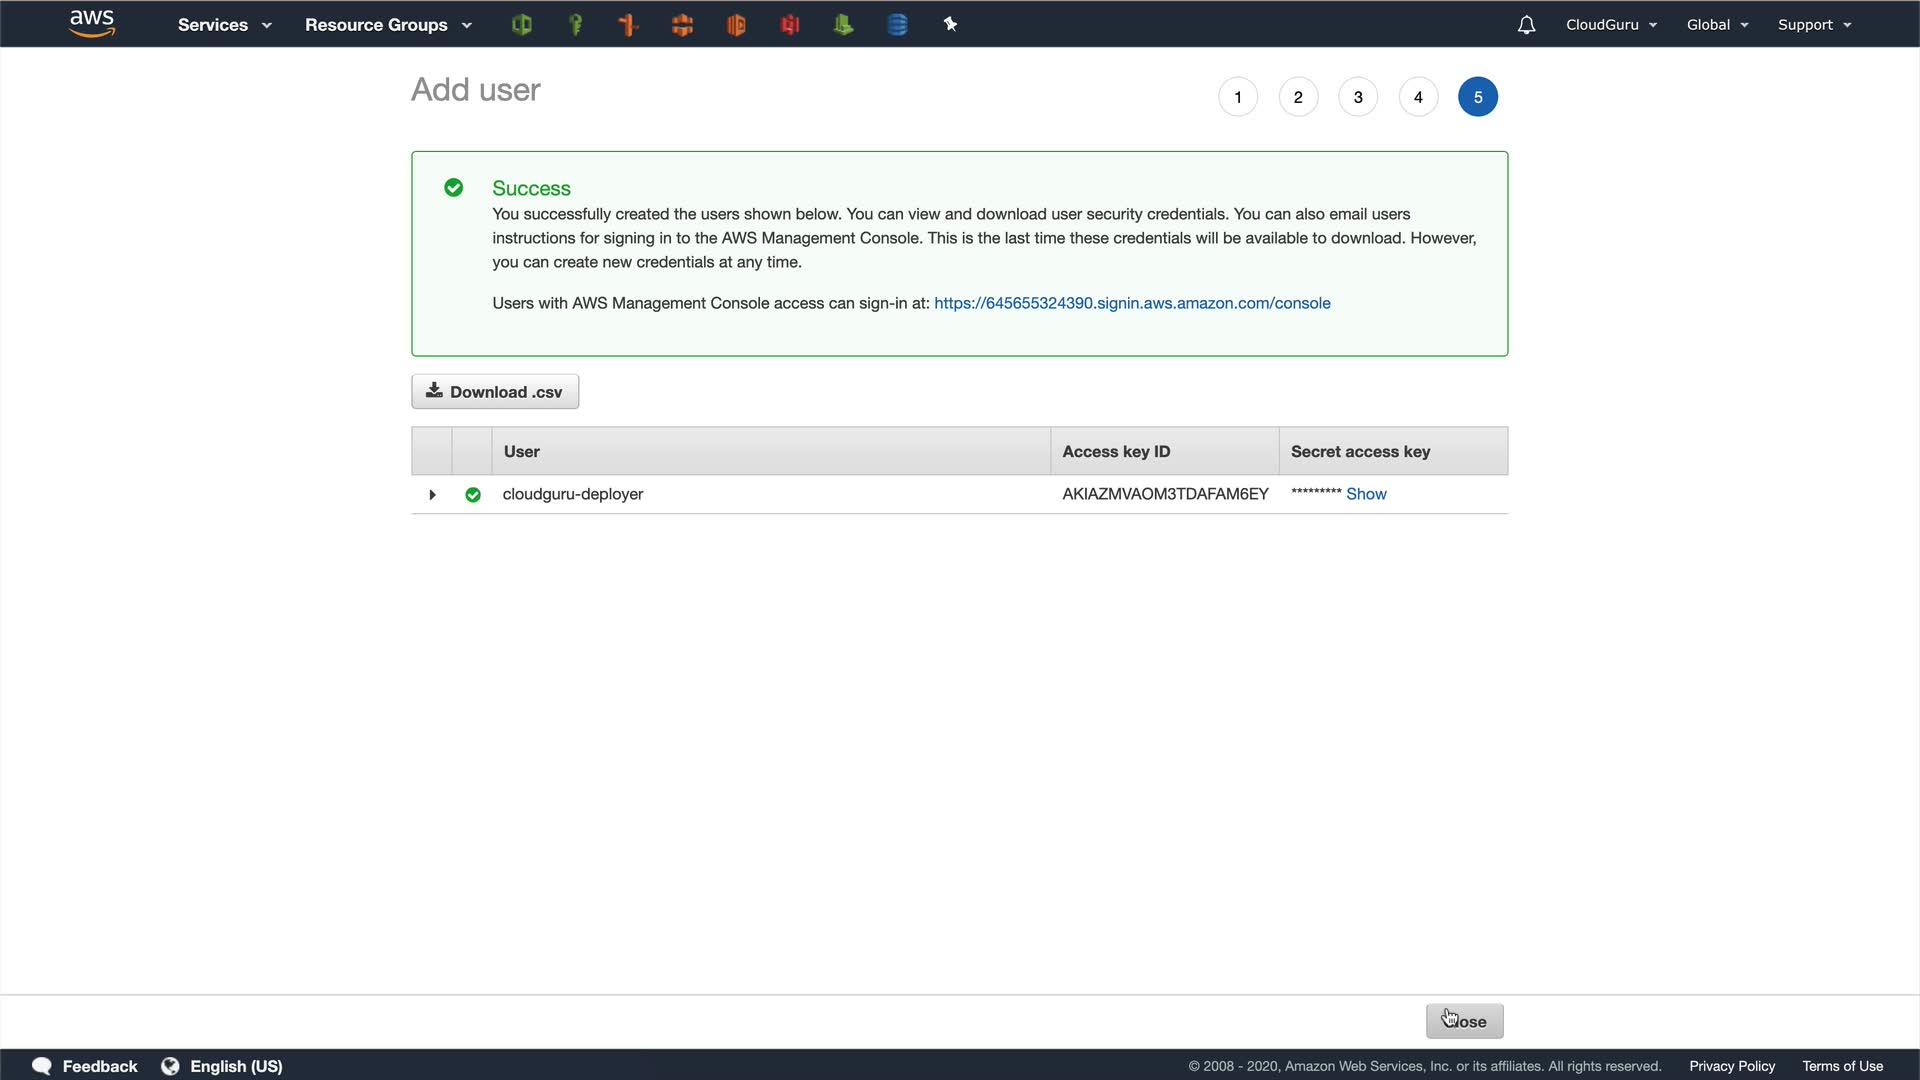 aws Services Resource Groups CloudGuru Global Support
Add user
1 2 3 4 5
Success
You successfully created the users shown below. You can view and download user security credentials. You can also email users
instructions for signing in to the AWS Management Console. This is the last time these credentials will be available to download. However,
you can create new credentials at any time.
Users with AWS Management Console access can sign-in at: https://645655324390.signin.aws.amazon.com/console
Download .csv
User Access key ID Secret access key
cloudguru-deployer AKIAZMVAOM3TDAFAM6EY ********* Show
Close
Feedback English (US) © 2008 - 2020, Amazon Web Services, Inc. or its affiliates. All rights reserved. Privacy Policy Terms of Use